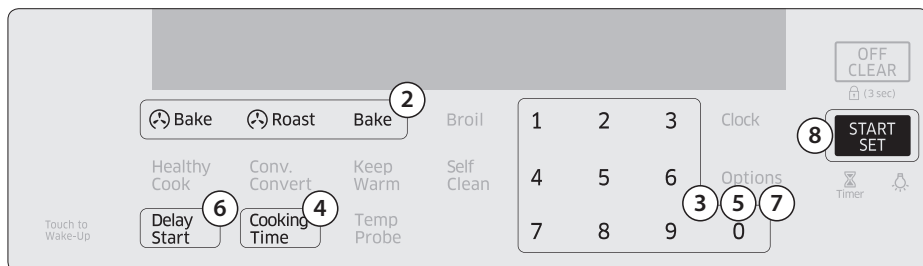 OFF
CLEAR
(3 sec)
2
Bake Roast Bake Broil 1 2 3 Clock
8 START
SET
Healthy
Cook
Conv.
Convert
Keep
Warm
Self
Clean
4 5 6 Options
Timer
6 4 3 5 7
Touch to
Wake-Up
Delay
Start
Cooking
Time
Temp
Probe
7 8 9 0